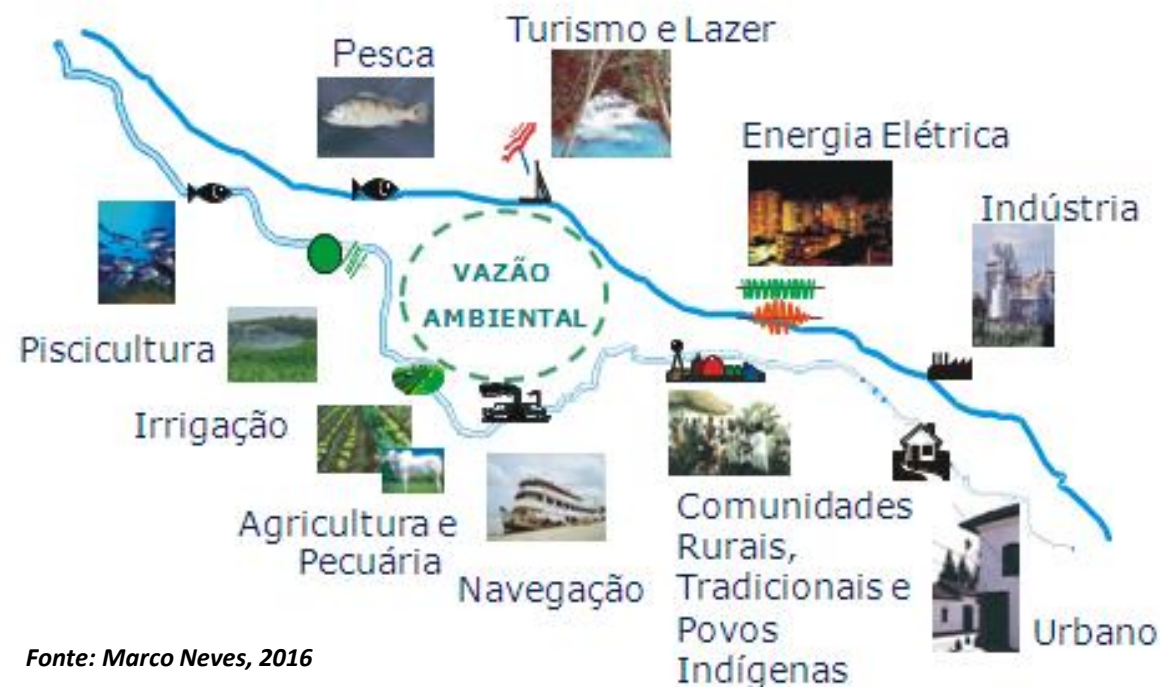 Turismo e Lazer
Pesca
Energia Elétrica
Indústria
VAZÃO
AMBIENTAL
Piscicultura
Irrigação
Agricultura e
Pecuária
Navegação
Comunidades
Rurais,
Tradicionais e
Povos
Indígenas
Urbano
Fonte: Marco Neves, 2016